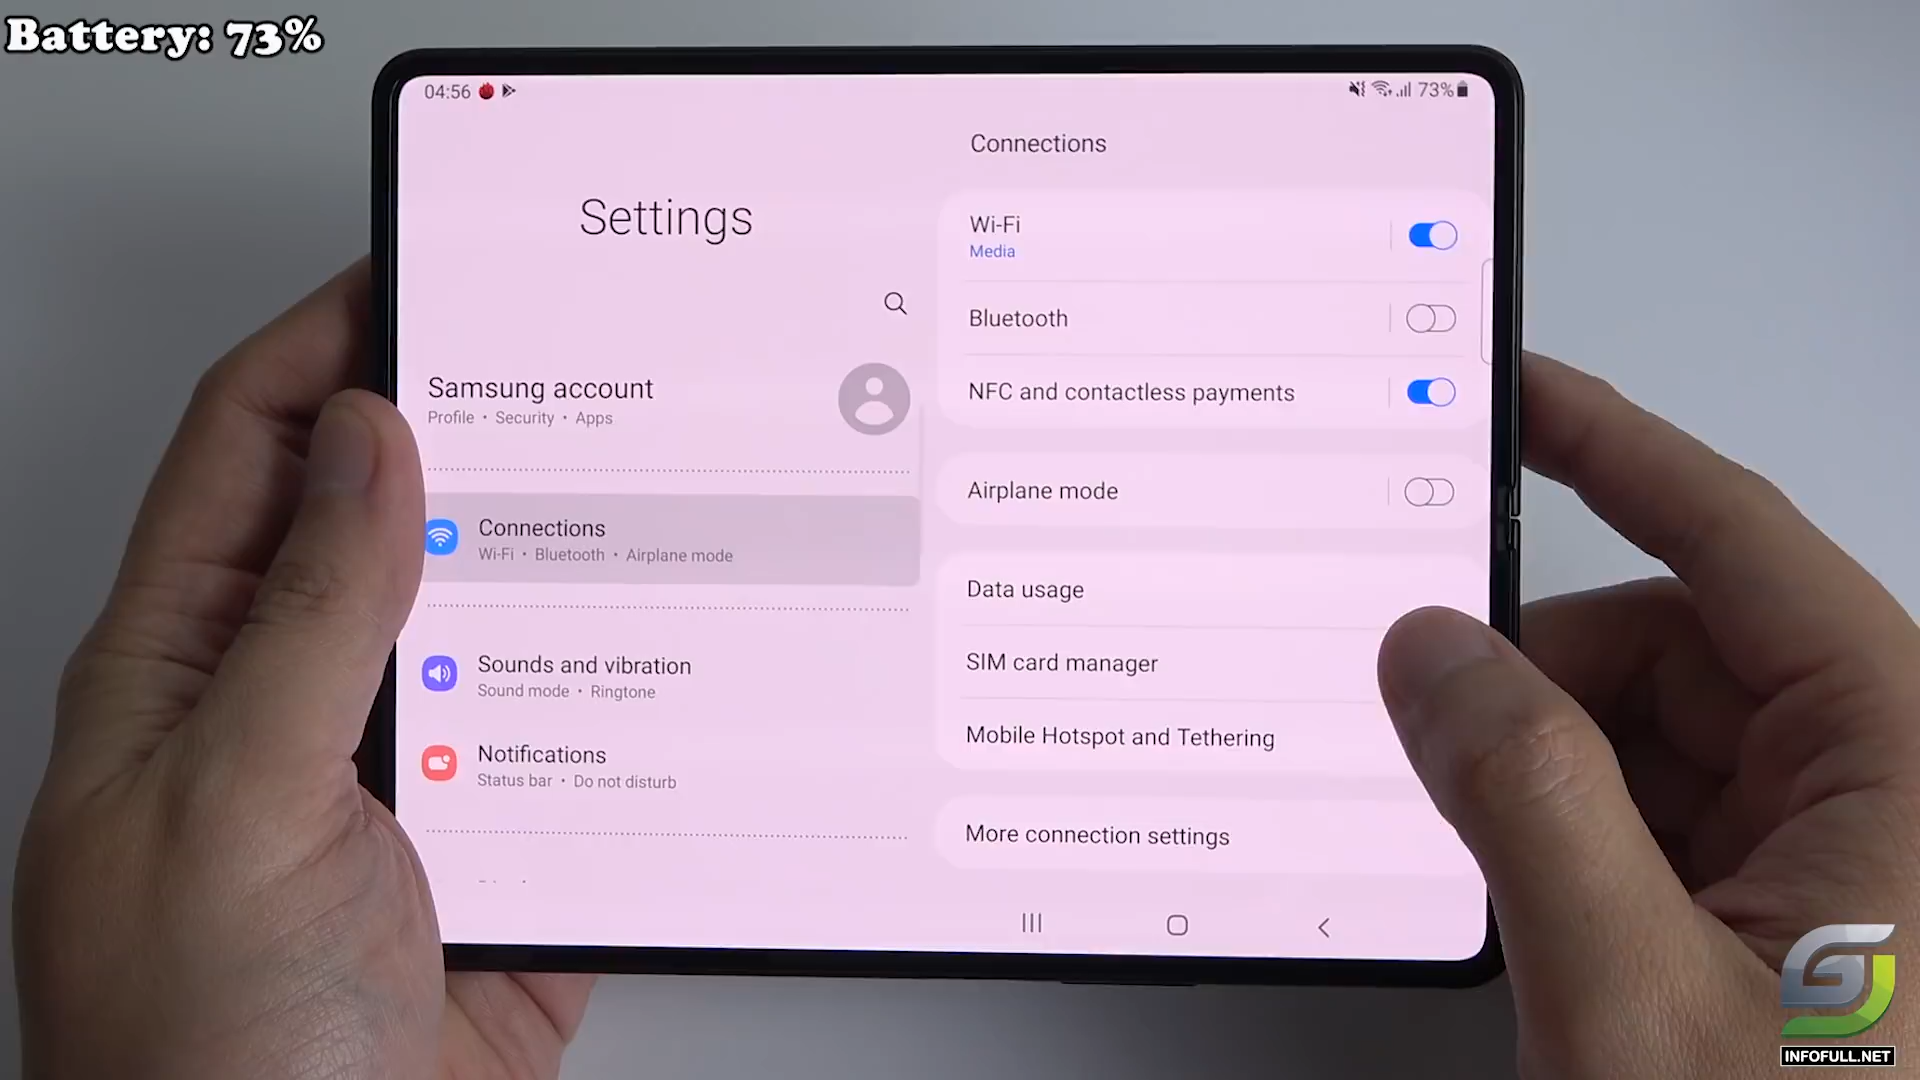 Battery: 73%
04:56
73%
Settings
Samsung account
Profile • Security • Apps
Connections
Wi-Fi • Bluetooth • Airplane mode
Sounds and vibration
Sound mode • Ringtone
Notifications
Status bar • Do not disturb
Connections
Wi-Fi
Media
Bluetooth
NFC and contactless payments
Airplane mode
Data usage
SIM card manager
Mobile Hotspot and Tethering
More connection settings
INFOFULL.NET